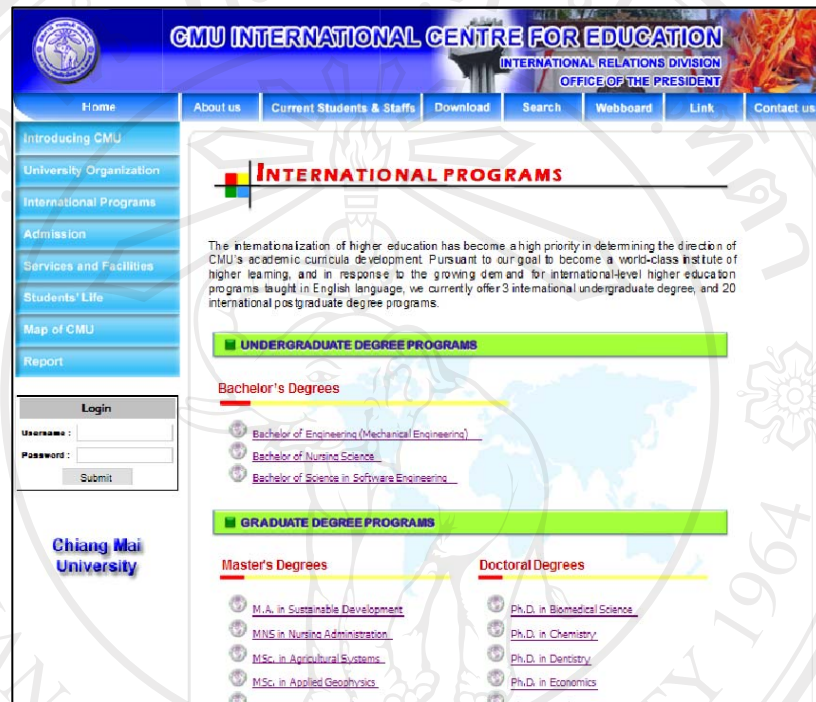 CMU INTERNATIONAL CENTRE FOR EDUCATION
INTERNATIONAL RELATIONS DIVISION
OFFICE OF THE PRESIDENT
Home
About us
Current Students & Staffs
Download
Search
Webboard
Link
Contact us
Introducing CMU
University Organization
International Programs
Admission
Services and Facilities
Students' Life
Map of CMU
Report
Login
Username :
Password :
Submit
Chiang Mai
University
INTERNATIONAL PROGRAMS
The internationalization of higher education has become a high priority in determining the direction of
CMU's academic curricula development. Pursuant to our goal to become a world-class institute of
higher learning, and in response to the growing demand for international-level higher education
programs taught in English language, we currently offer 3 international undergraduate degree, and 20
international postgraduate degree programs.
UNDERGRADUATE DEGREE PROGRAMS
Bachelor's Degrees
Bachelor of Engineering (Mechanical Engineering)
Bachelor of Nursing Science
Bachelor of Science in Software Engineering
GRADUATE DEGREE PROGRAMS
Master's Degrees
M.A. in Sustainable Development
MNS in Nursing Administration
MSc. in Agricultural Systems
MSc. in Applied Geophysics
Doctoral Degrees
Ph.D. in Biomedical Science
Ph.D. in Chemistry
Ph.D. in Dentistry
Ph.D. in Economics
1964